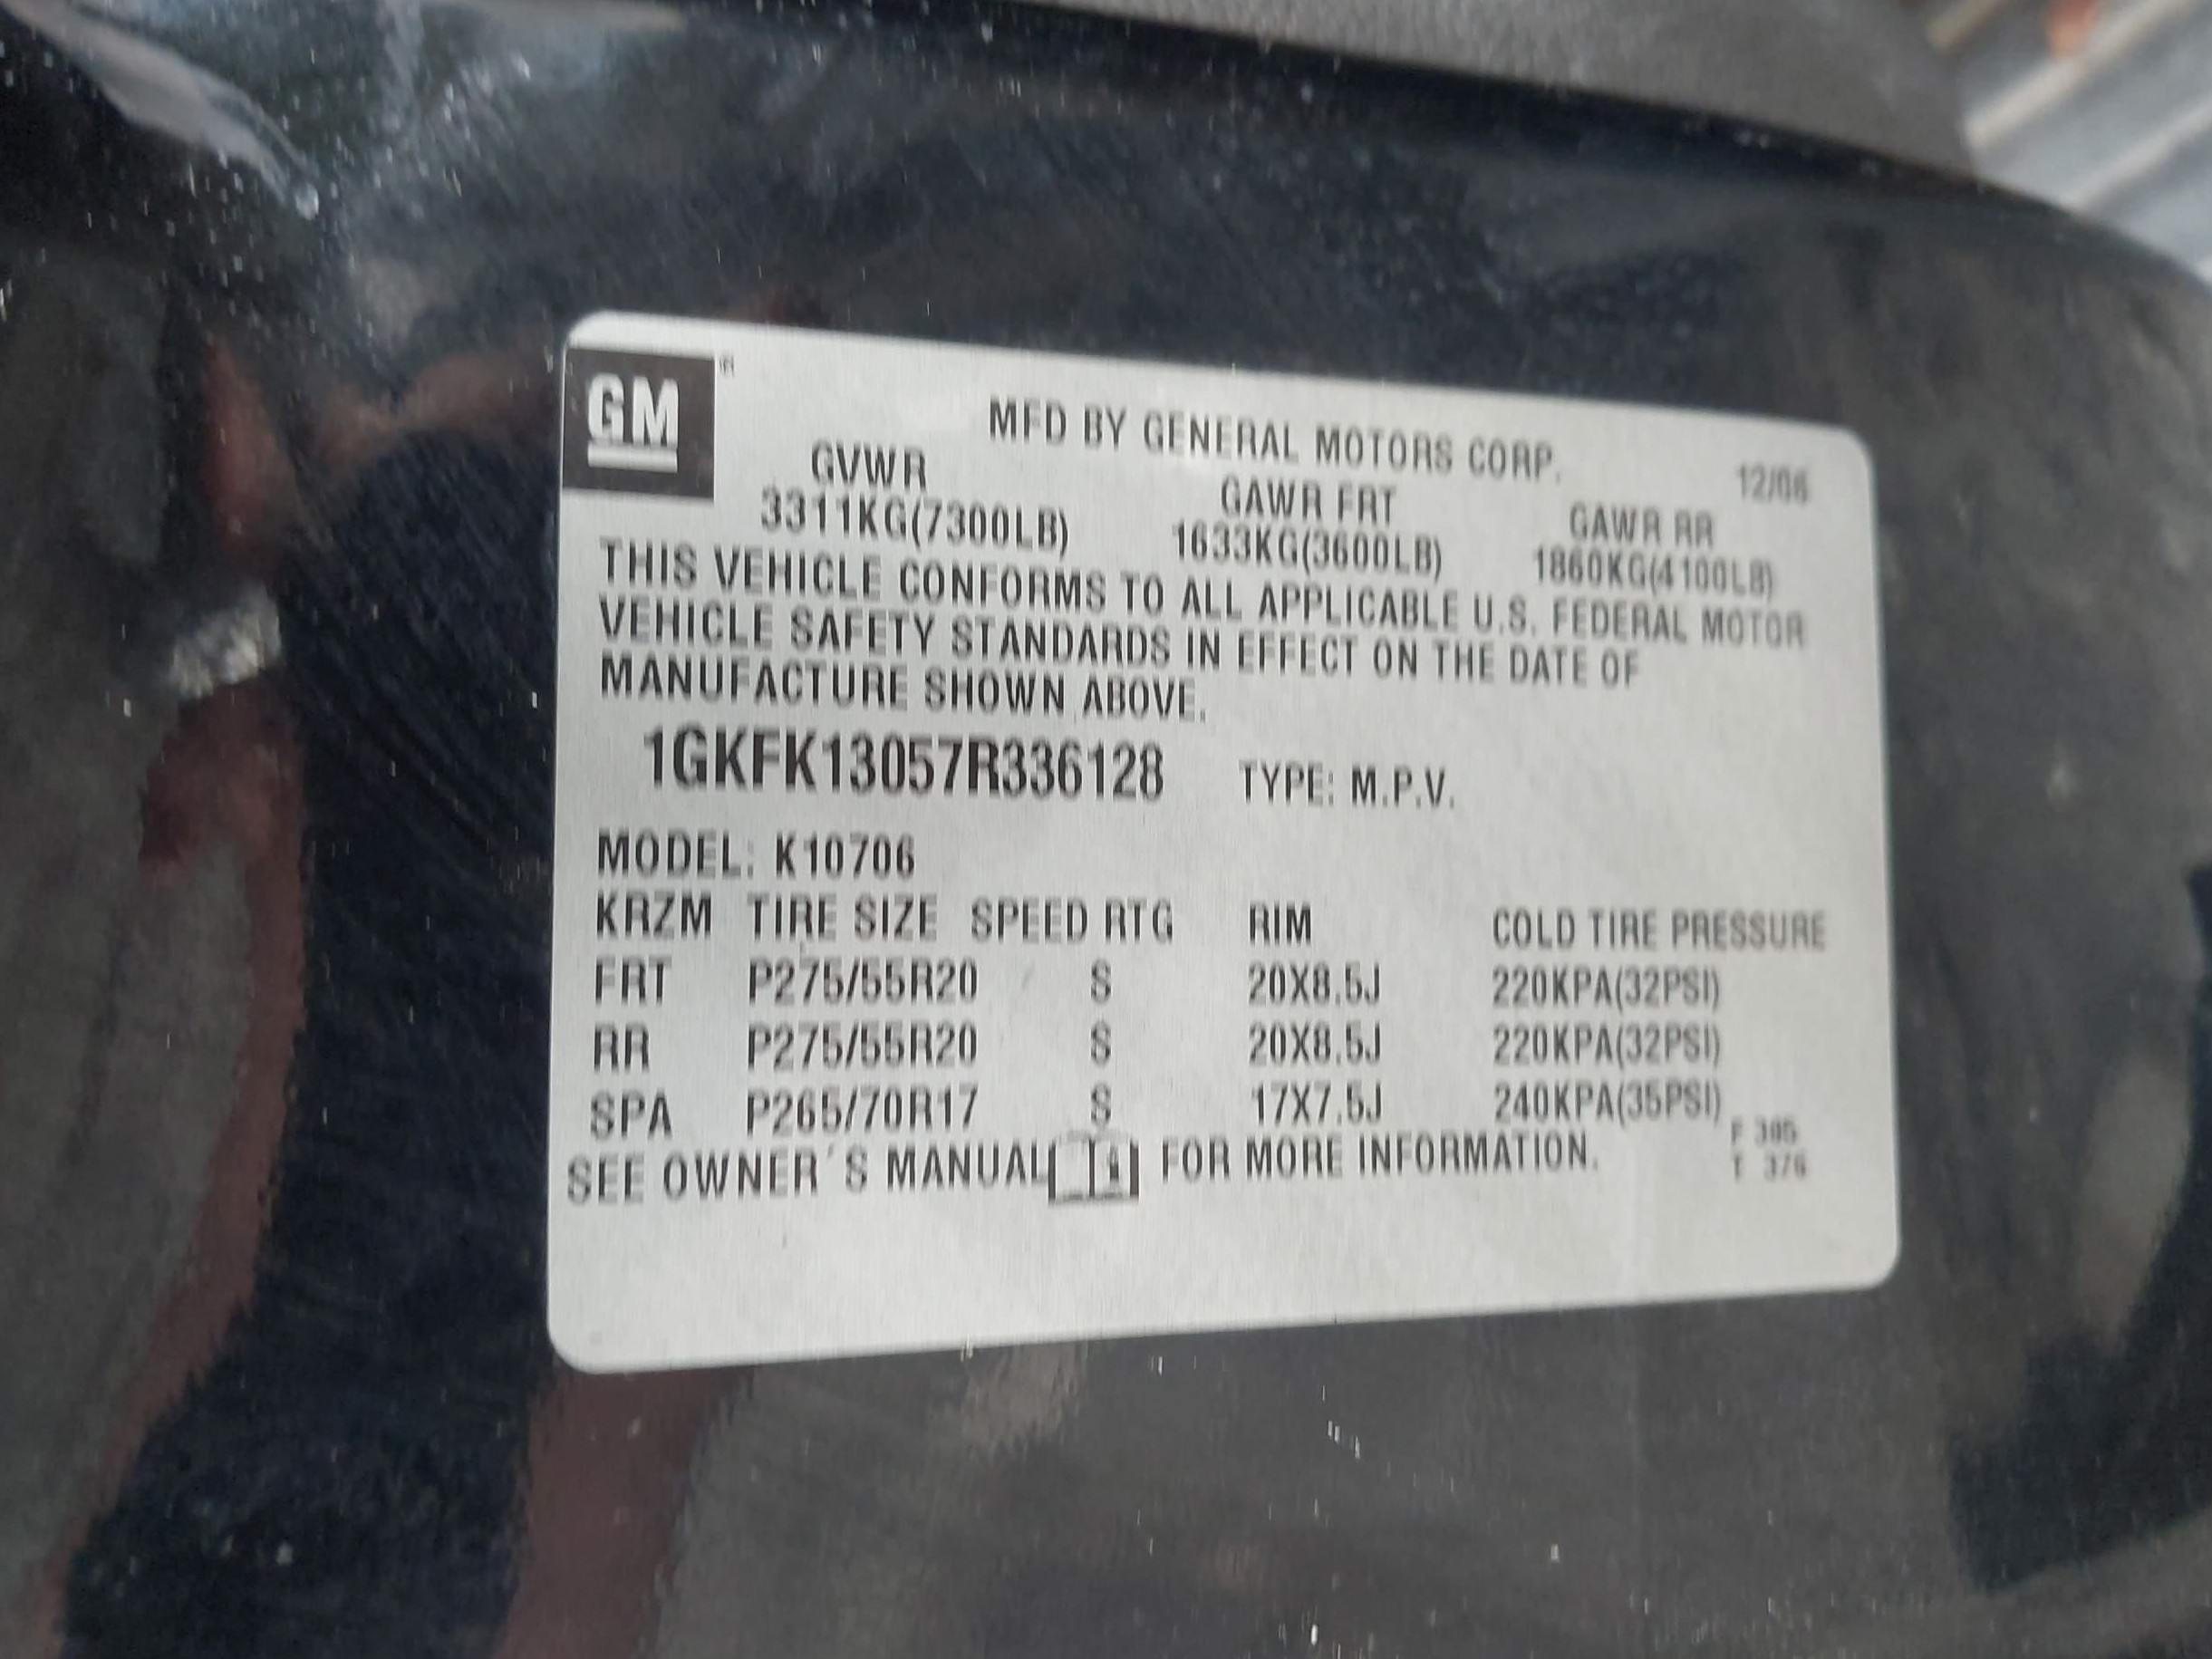 GM
MFD BY GENERAL MOTORS CORP.
12/06
GVWR GAWR FRT GAWR RR
3311KG(7300LB) 1633KG(3600LB) 1860KG(4100LB)
THIS VEHICLE CONFORMS TO ALL APPLICABLE U.S. FEDERAL MOTOR
VEHICLE SAFETY STANDARDS IN EFFECT ON THE DATE OF
MANUFACTURE SHOWN ABOVE.
1GKFK13057R336128 TYPE: M.P.V.
MODEL: K10706
KRZM TIRE SIZE SPEED RTG RIM COLD TIRE PRESSURE
FRT P275/55R20 S 20X8.5J 220KPA(32PSI)
RR P275/55R20 S 20X8.5J 220KPA(32PSI)
SPA P265/70R17 S 17X7.5J 240KPA(35PSI)
SEE OWNER´S MANUAL FOR MORE INFORMATION.